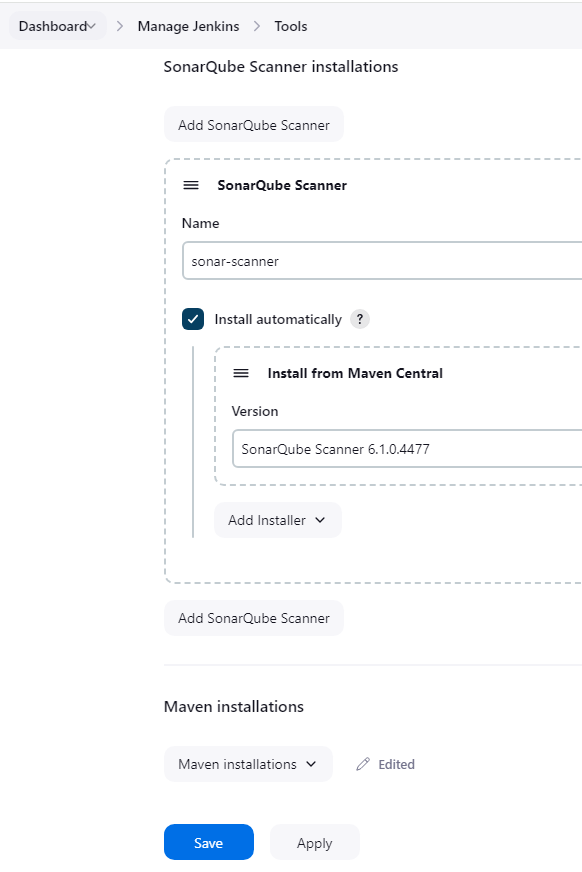 Dashboard Manage Jenkins Tools
SonarQube Scanner installations
Add SonarQube Scanner
SonarQube Scanner
Name
sonar-scanner
Install automatically ?
Install from Maven Central
Version
SonarQube Scanner 6.1.0.4477
Add Installer
Add SonarQube Scanner
Maven installations
Maven installations Edited
Save Apply